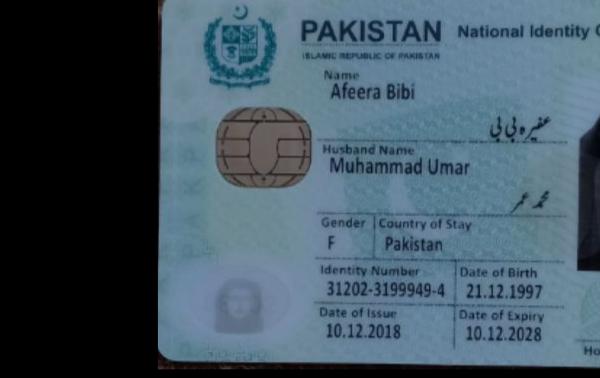 PAKISTAN National Identity C
ISLAMIC REPUBLIC OF PAKISTAN
Name
Afeera Bibi
عفیرہ بی بی
Husband Name
Muhammad Umar
محمد عمر
Gender Country of Stay
F Pakistan
Identity Number Date of Birth
31202-3199949-4 21.12.1997
Date of Issue Date of Expiry
10.12.2018 10.12.2028
Ho